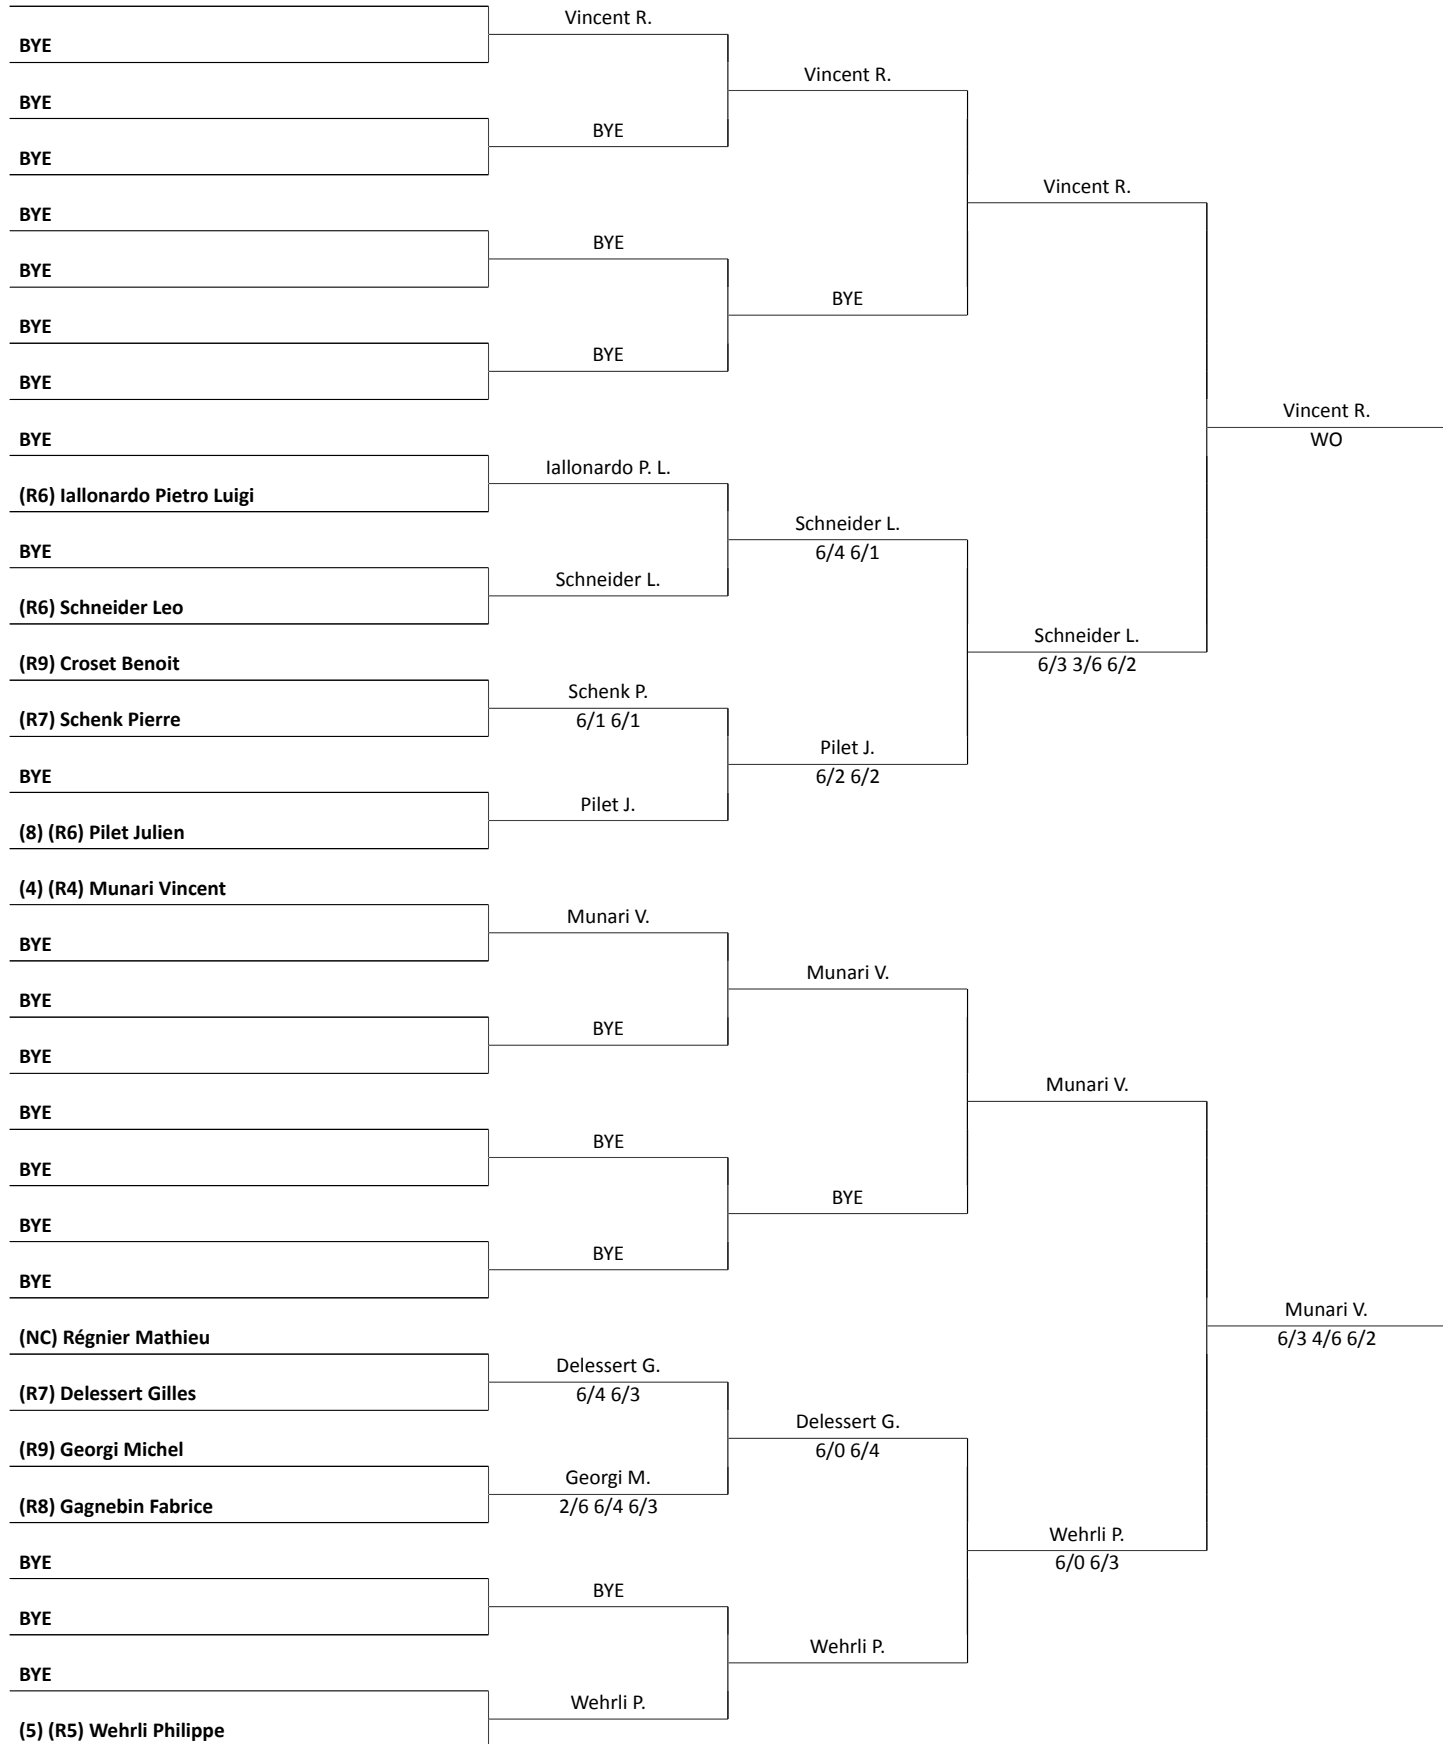 BYE
BYE
BYE
BYE
BYE
BYE
BYE
BYE
(R6) Iallonardo Pietro Luigi
BYE
(R6) Schneider Leo
(R9) Croset Benoit
(R7) Schenk Pierre
BYE
(8) (R6) Pilet Julien
(4) (R4) Munari Vincent
BYE
BYE
BYE
BYE
BYE
BYE
BYE
(NC) Régnier Mathieu
(R7) Delessert Gilles
(R9) Georgi Michel
(R8) Gagnebin Fabrice
BYE
BYE
BYE
(5) (R5) Wehrli Philippe
Vincent R.
BYE
BYE
BYE
Iallonardo P. L.
Schneider L.
Schenk P.
6/1 6/1
Pilet J.
Munari V.
BYE
BYE
BYE
Delessert G.
6/4 6/3
Georgi M.
2/6 6/4 6/3
BYE
Wehrli P.
Vincent R.
BYE
Schneider L.
6/4 6/1
Pilet J.
6/2 6/2
Munari V.
BYE
Delessert G.
6/0 6/4
Wehrli P.
Vincent R.
Schneider L.
6/3 3/6 6/2
Munari V.
Wehrli P.
6/0 6/3
Vincent R.
WO
Munari V.
6/3 4/6 6/2